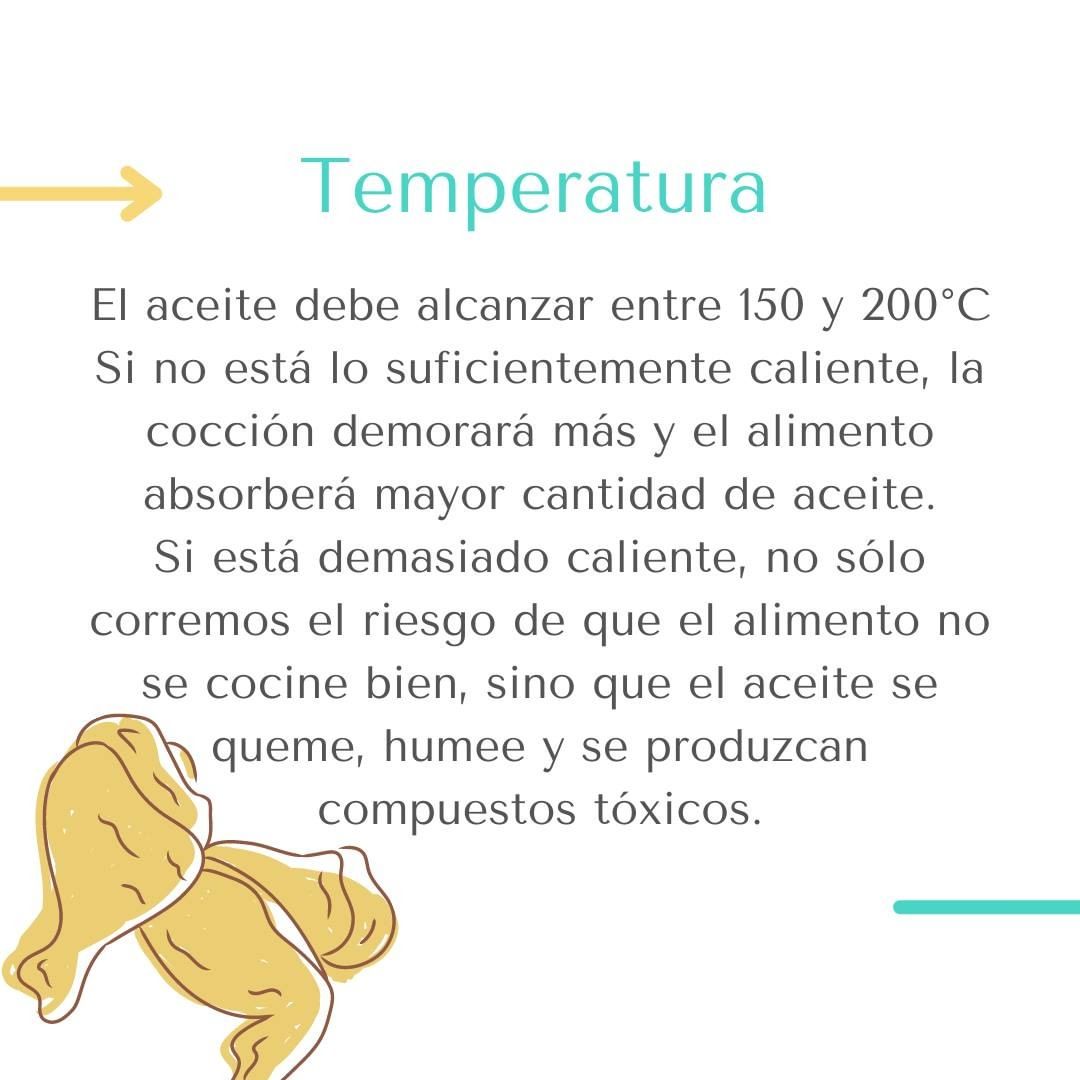 Temperatura
El aceite debe alcanzar entre 150 y 200°C
Si no está lo suficientemente caliente, la
cocción demorará más y el alimento
absorberá mayor cantidad de aceite.
Si está demasiado caliente, no sólo
corremos el riesgo de que el alimento no
se cocine bien, sino que el aceite se
queme, humee y se produzcan
compuestos tóxicos.